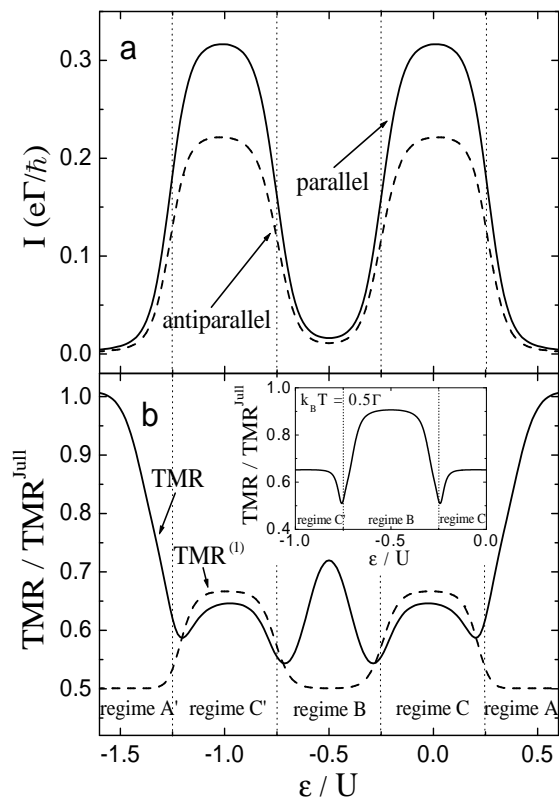 a
0.3
0.2
0.1
0.0
I (eΓ/ℏ)
parallel
antiparallel
b
1.0
0.9
0.8
0.7
0.6
0.5
TMR / TMR^Jull
TMR
TMR^(1)
k_B T = 0.5Γ
1.0
0.8
0.6
0.4
TMR / TMR^Jull
regime C'
regime B
regime C
-1.0
-0.5
0.0
ε / U
regime A'
regime C'
regime B
regime C
regime A
-1.5
-1.0
-0.5
0.0
0.5
ε / U